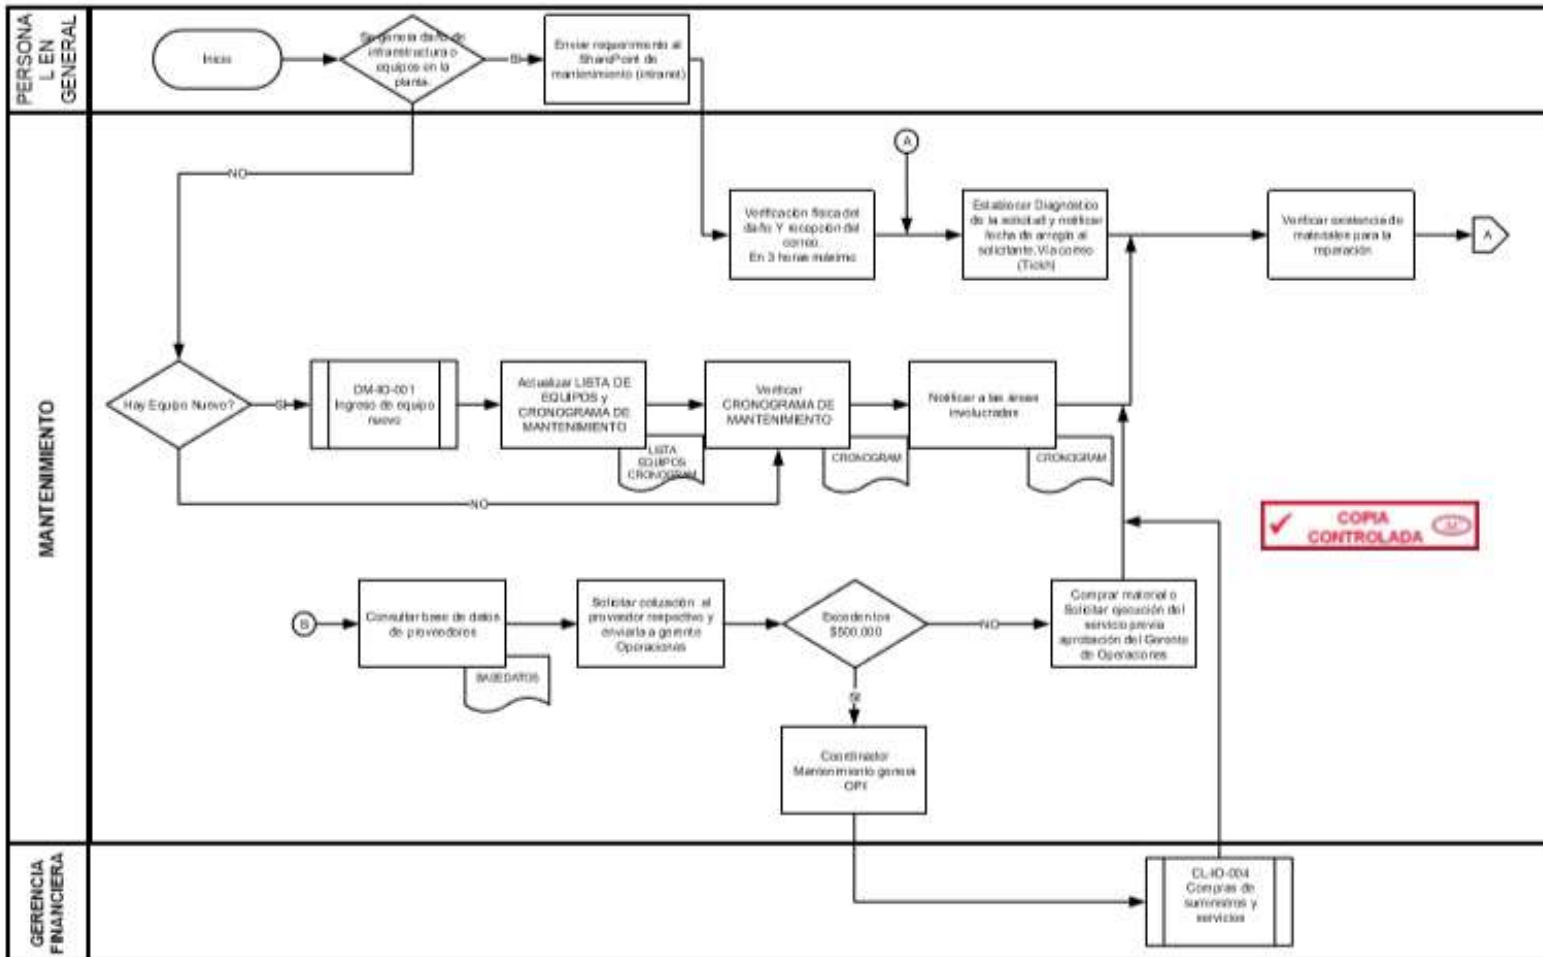 PERSONA
L EN
GENERAL
Inicio
Se genera daño de
infraestructura o
equipos en la
planta.
SI
Enviar requerimiento al
SharePoint de
mantenimiento (intranet)
MANTENIMIENTO
NO
A
Verificación física del
daño Y recepción del
correo.
En 3 horas máximo
Establecer Diagnóstico
de la solicitud y notificar
fecha de arreglo al
solicitante. Vía correo
Verificar existencia de
materiales para la
reparación
A
Hay Equipo Nuevo?
SI
DM-IO-001
Ingreso de equipo
nuevo
Actualizar LISTA DE
EQUIPOS y
CRONOGRAMA DE
MANTENIMIENTO
LISTA
EQUIPOS
CRONOGRAM
Verificar
CRONOGRAMA DE
MANTENIMIENTO
CRONOGRAM
Notificar a las áreas
involucradas
CRONOGRAM
NO
COPIA
CONTROLADA
B
Consultar base de datos
de proveedores
BASEDATOS
Solicitar cotización al
proveedor respectivo y
enviarla a gerente
Operaciones
Exceden los
$500.000
NO
Comprar material o
Solicitar ejecución del
servicio previa
aprobación del Gerente
de Operaciones
SI
Coordinador
Mantenimiento genera
GERENCIA
FINANCIERA
CL-IO-004
Compras de
suministros y
servicios